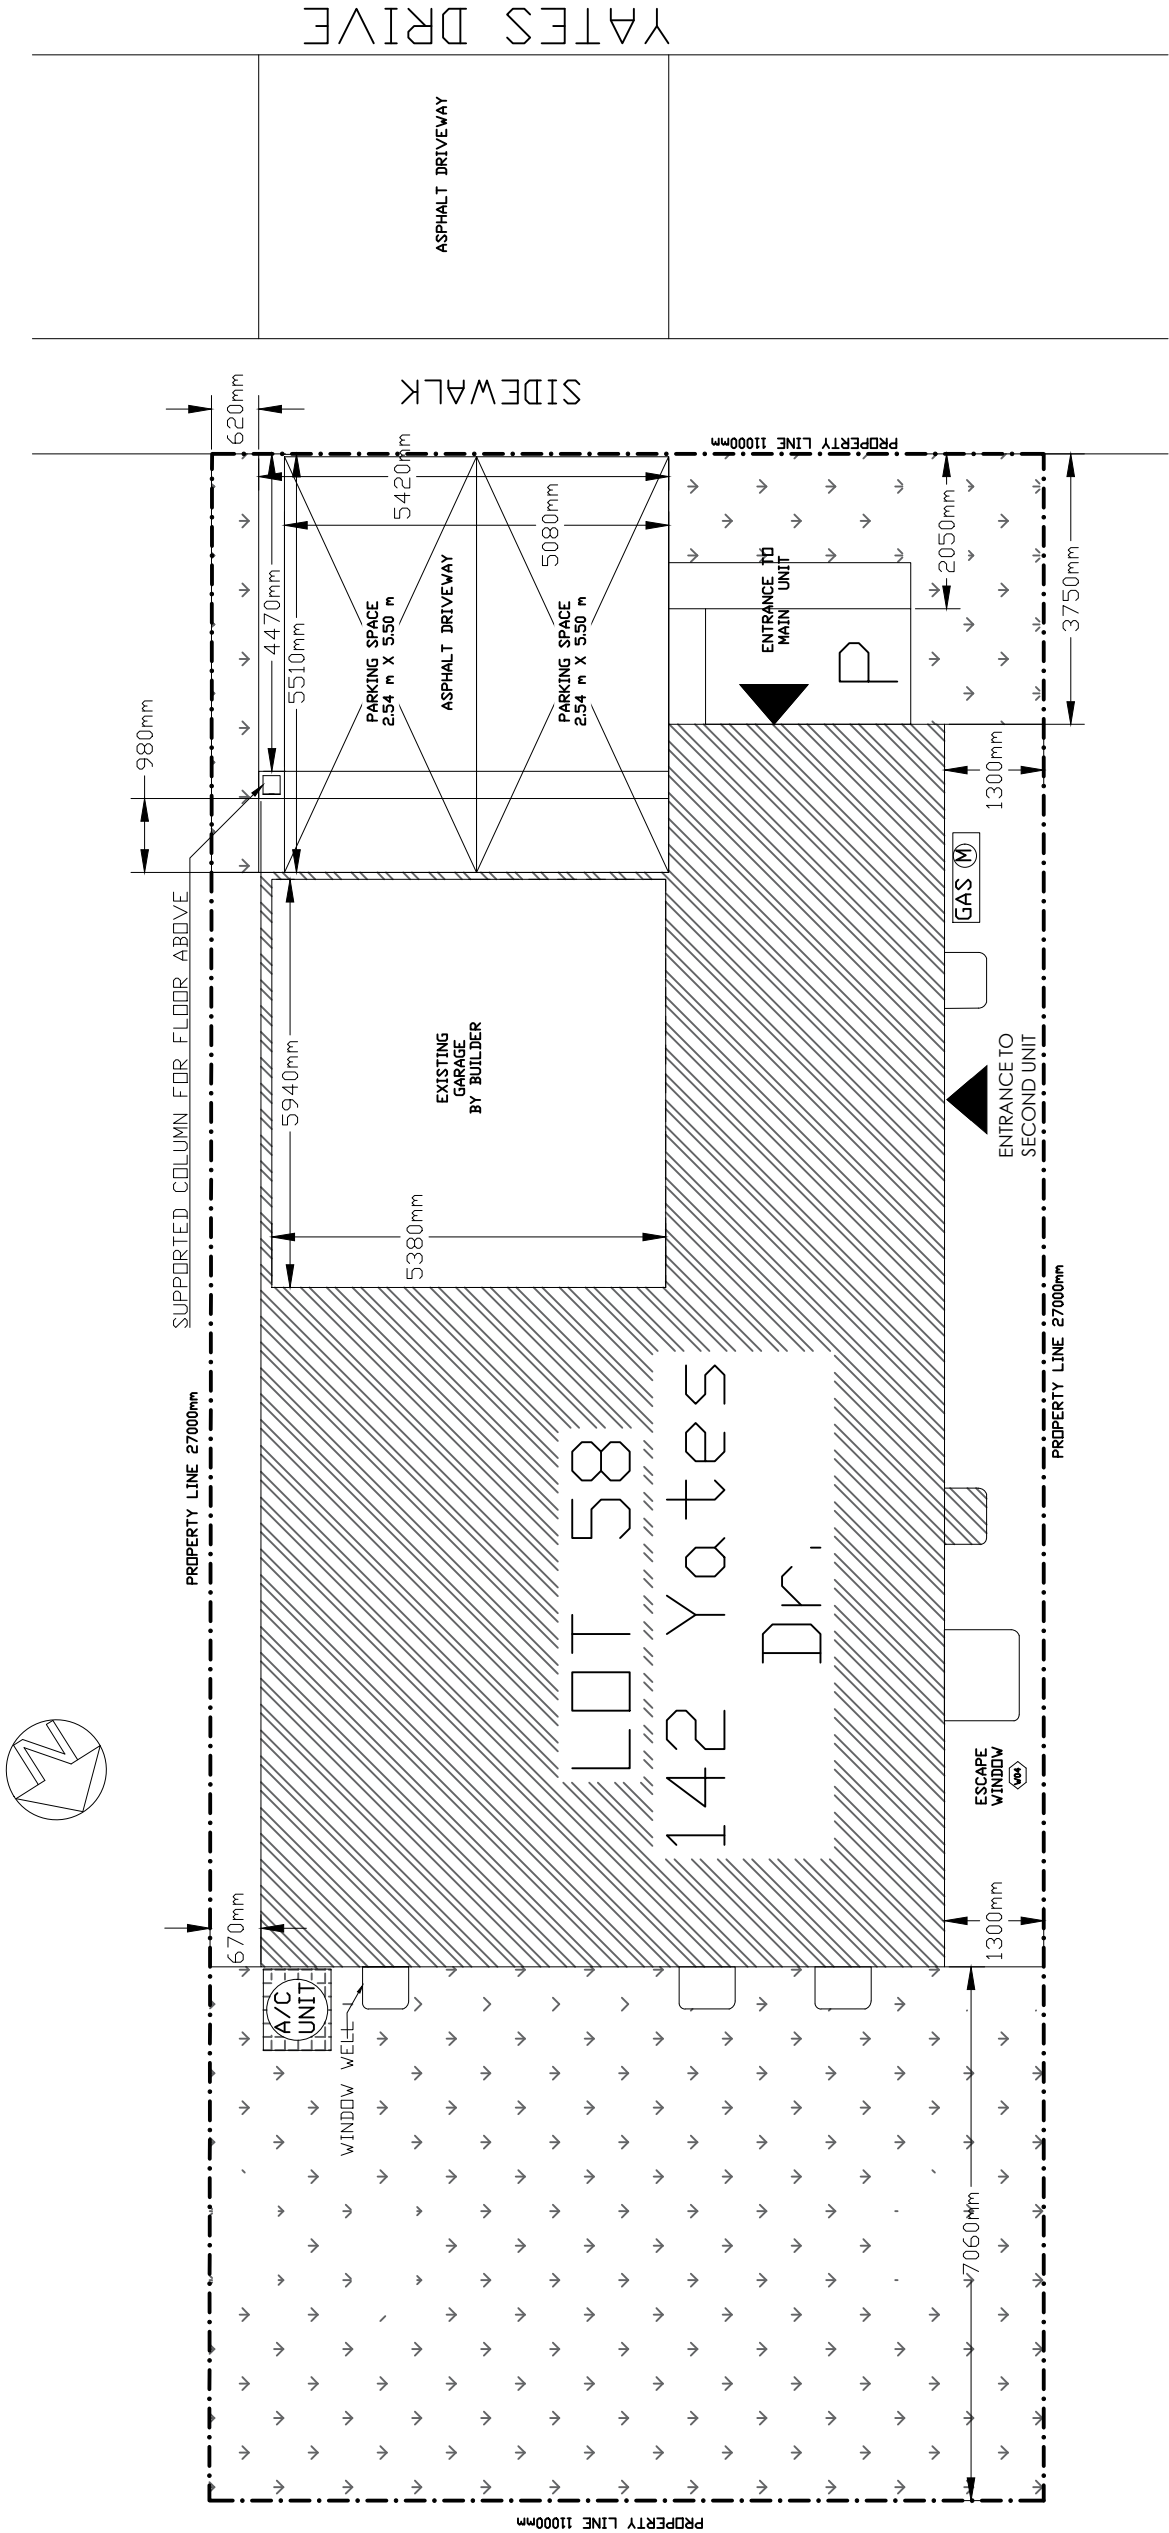 YATES DRIVE
ASPHALT DRIVEWAY
SIDEWALK
620mm
PROPERTY LINE 11000mm
5420mm
4470mm
5510mm
5080mm
2050mm
3750mm
980mm
PARKING SPACE
2.54 m X 5.50 m
ASPHALT DRIVEWAY
PARKING SPACE
2.54 m X 5.50 m
ENTRANCE TO
MAIN UNIT
P
1300mm
SUPPORTED COLUMN FOR FLOOR ABOVE
GAS M
5940mm
EXISTING
GARAGE
BY BUILDER
5380mm
ENTRANCE TO
SECOND UNIT
PROPERTY LINE 27000mm
PROPERTY LINE 27000mm
LOT 58
142 Yates
Dr.
N
ESCAPE
WINDOW
W04
670mm
1300mm
A/C
UNIT
WINDOW WELL
7060mm
PROPERTY LINE 11000mm